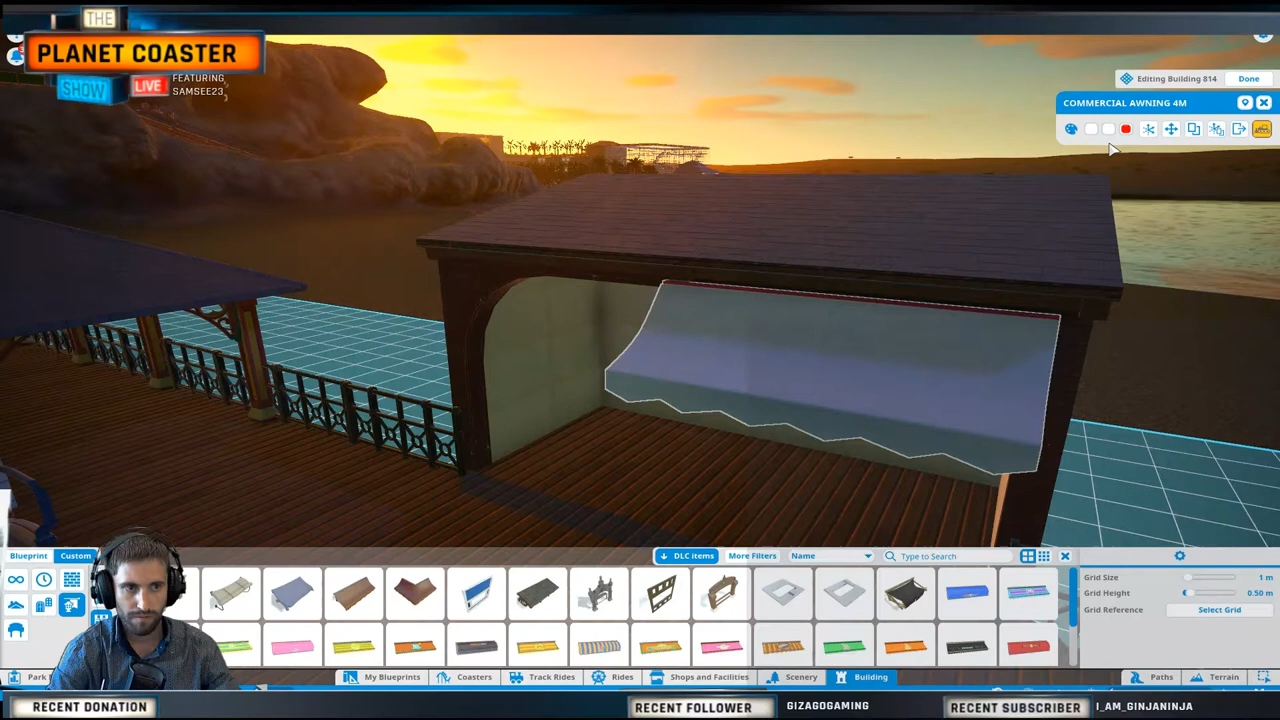 THE
PLANET COASTER
SHOW
LIVE
FEATURING
SAMSEE23
Editing Building 814
Done
COMMERCIAL AWNING 4M
Blueprint
Custom
DLC items
More Filters
Name
Type to Search
Grid Size
1 m
Grid Height
0.50 m
Grid Reference
Select Grid
Park
My Blueprints
Coasters
Track Rides
Rides
Shops and Facilities
Scenery
Building
Paths
Terrain
RECENT DONATION
RECENT FOLLOWER
GIZAGOGAMING
RECENT SUBSCRIBER
I_AM_GINJANINJA